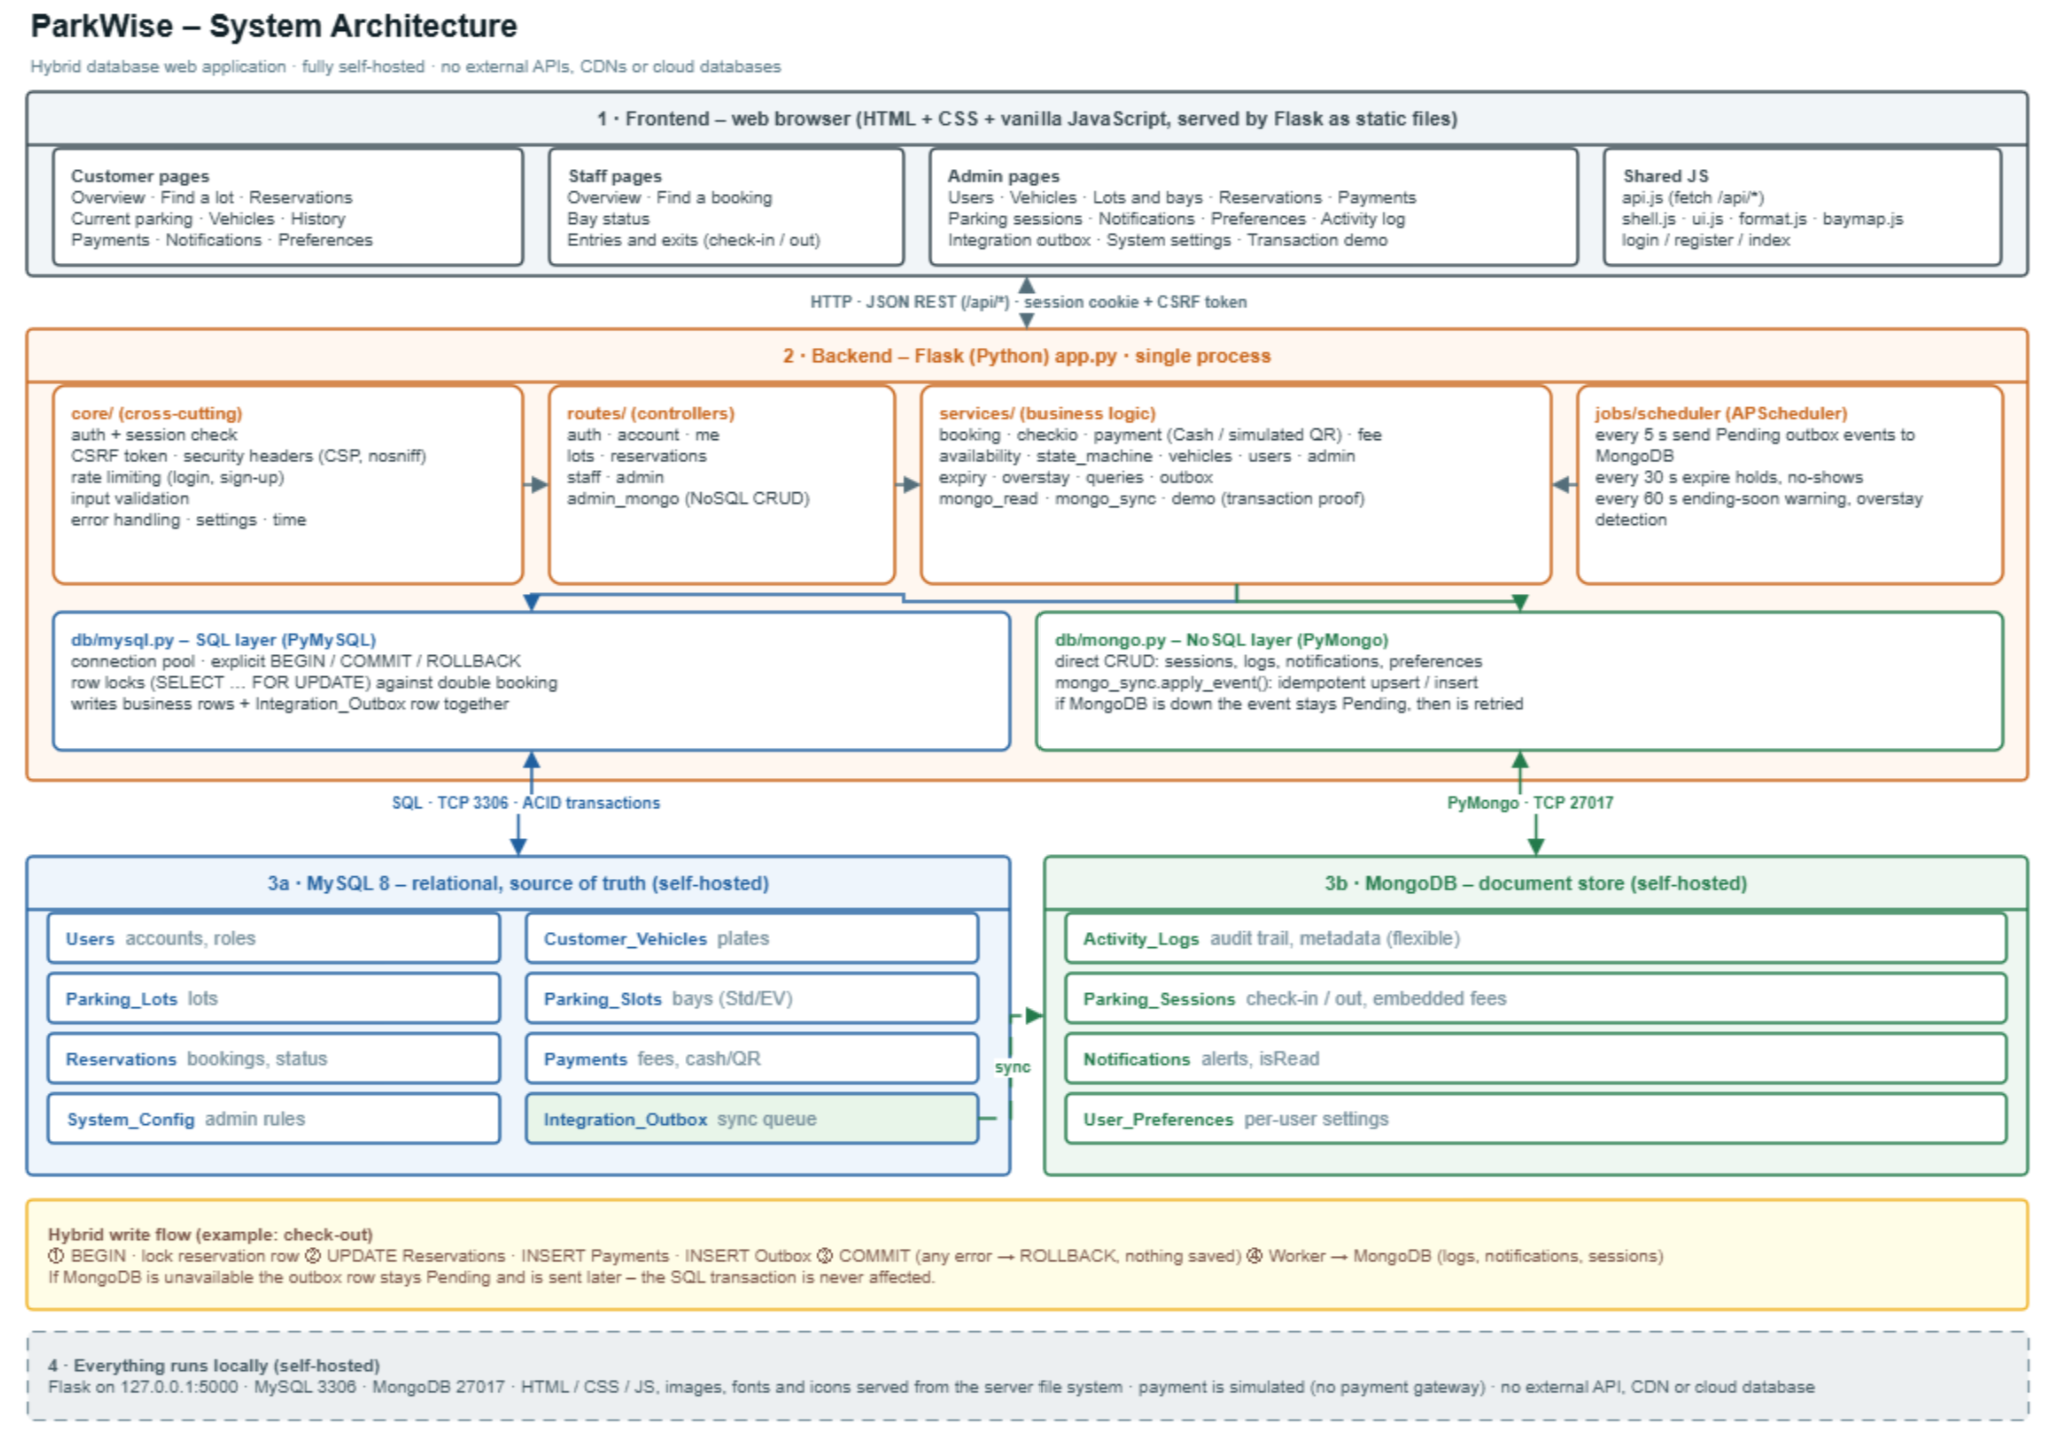 ParkWise – System Architecture
Hybrid database web application · fully self-hosted · no external APIs, CDNs or cloud databases
1 · Frontend – web browser (HTML + CSS + vanilla JavaScript, served by Flask as static files)
Customer pages
Overview · Find a lot · Reservations
Current parking · Vehicles · History
Payments · Notifications · Preferences
Staff pages
Overview · Find a booking
Bay status
Entries and exits (check-in / out)
Admin pages
Users · Vehicles · Lots and bays · Reservations · Payments
Parking sessions · Notifications · Preferences · Activity log
Integration outbox · System settings · Transaction demo
Shared JS
api.js (fetch /api/*)
shell.js · ui.js · format.js · baymap.js
login / register / index
HTTP · JSON REST (/api/*) · session cookie + CSRF token
2 · Backend – Flask (Python) app.py · single process
core/ (cross-cutting)
auth + session check
CSRF token · security headers (CSP, nosniff)
rate limiting (login, sign-up)
input validation
error handling · settings · time
routes/ (controllers)
auth · account · me
lots · reservations
staff · admin
admin_mongo (NoSQL CRUD)
services/ (business logic)
booking · checkio · payment (Cash / simulated QR) · fee
availability · state_machine · vehicles · users · admin
expiry · overstay · queries · outbox
mongo_read · mongo_sync · demo (transaction proof)
jobs/scheduler (APScheduler)
every 5 s send Pending outbox events to
MongoDB
every 30 s expire holds, no-shows
every 60 s ending-soon warning, overstay
detection
db/mysql.py – SQL layer (PyMySQL)
connection pool · explicit BEGIN / COMMIT / ROLLBACK
row locks (SELECT … FOR UPDATE) against double booking
writes business rows + Integration_Outbox row together
db/mongo.py – NoSQL layer (PyMongo)
direct CRUD: sessions, logs, notifications, preferences
mongo_sync.apply_event(): idempotent upsert / insert
if MongoDB is down the event stays Pending, then is retried
SQL · TCP 3306 · ACID transactions
PyMongo · TCP 27017
3a · MySQL 8 – relational, source of truth (self-hosted)
Users accounts, roles
Customer_Vehicles plates
Parking_Lots lots
Parking_Slots bays (Std/EV)
Reservations bookings, status
Payments fees, cash/QR
System_Config admin rules
Integration_Outbox sync queue
sync
3b · MongoDB – document store (self-hosted)
Activity_Logs audit trail, metadata (flexible)
Parking_Sessions check-in / out, embedded fees
Notifications alerts, isRead
User_Preferences per-user settings
Hybrid write flow (example: check-out)
① BEGIN · lock reservation row ② UPDATE Reservations · INSERT Payments · INSERT Outbox ③ COMMIT (any error → ROLLBACK, nothing saved) ④ Worker → MongoDB (logs, notifications, sessions)
If MongoDB is unavailable the outbox row stays Pending and is sent later – the SQL transaction is never affected.
4 · Everything runs locally (self-hosted)
Flask on 127.0.0.1:5000 · MySQL 3306 · MongoDB 27017 · HTML / CSS / JS, images, fonts and icons served from the server file system · payment is simulated (no payment gateway) · no external API, CDN or cloud database